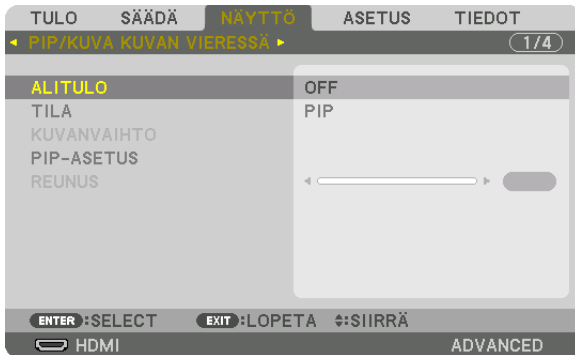 TULO SÄÄDÄ NÄYTTÖ ASETUS TIEDOT
PIP/KUVA KUVAN VIERESSÄ 1/4
ALITULO OFF
TILA PIP
KUVANVAIHTO
PIP-ASETUS
REUNUS
ENTER :SELECT EXIT :LOPETA :SIIRRÄ
HDMI ADVANCED